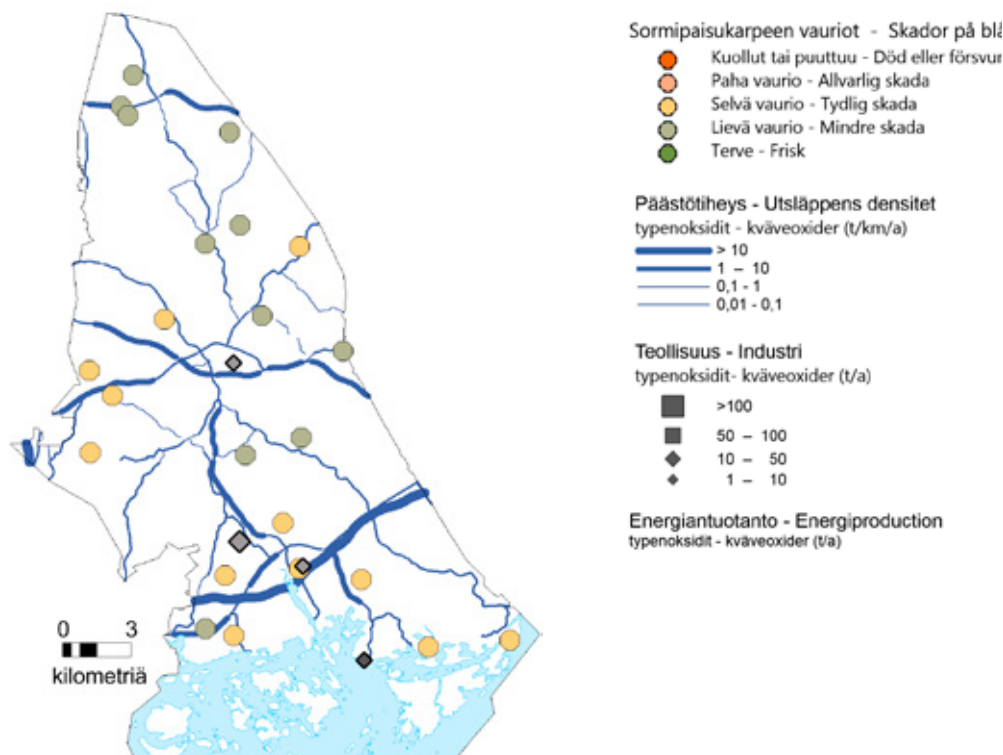 Sormipaisukarpeen vauriot - Skador på
Kuollut tai puuttuu - Död eller
Paha vaurio - Allvarlig skada
Selvä vaurio - Tydlig skada
Lievä vaurio - Mindre skada
Terve - Frisk
Päästötiheys - Utsläppens densitet
typenoksidit - kväveoxider (t/km/a)
> 10
1 – 10
0,1 - 1
0,01 - 0,1
Teollisuus - Industri
typenoksidit- kväveoxider (t/a)
>100
50 – 100
10 – 50
1 – 10
Energiantuotanto - Energiproduction
typenoksidit - kväveoxider (t/a)
0 3
kilometriä